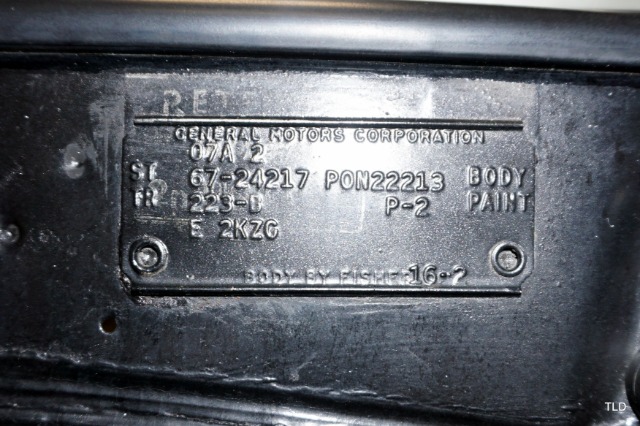 GENERAL MOTORS CORPORATION
07A 2
ST 67-24217 PON22213 BODY
TR 223-B P-2 PAINT
E 2KZG
BODY BY FISHER 16-2
TLD